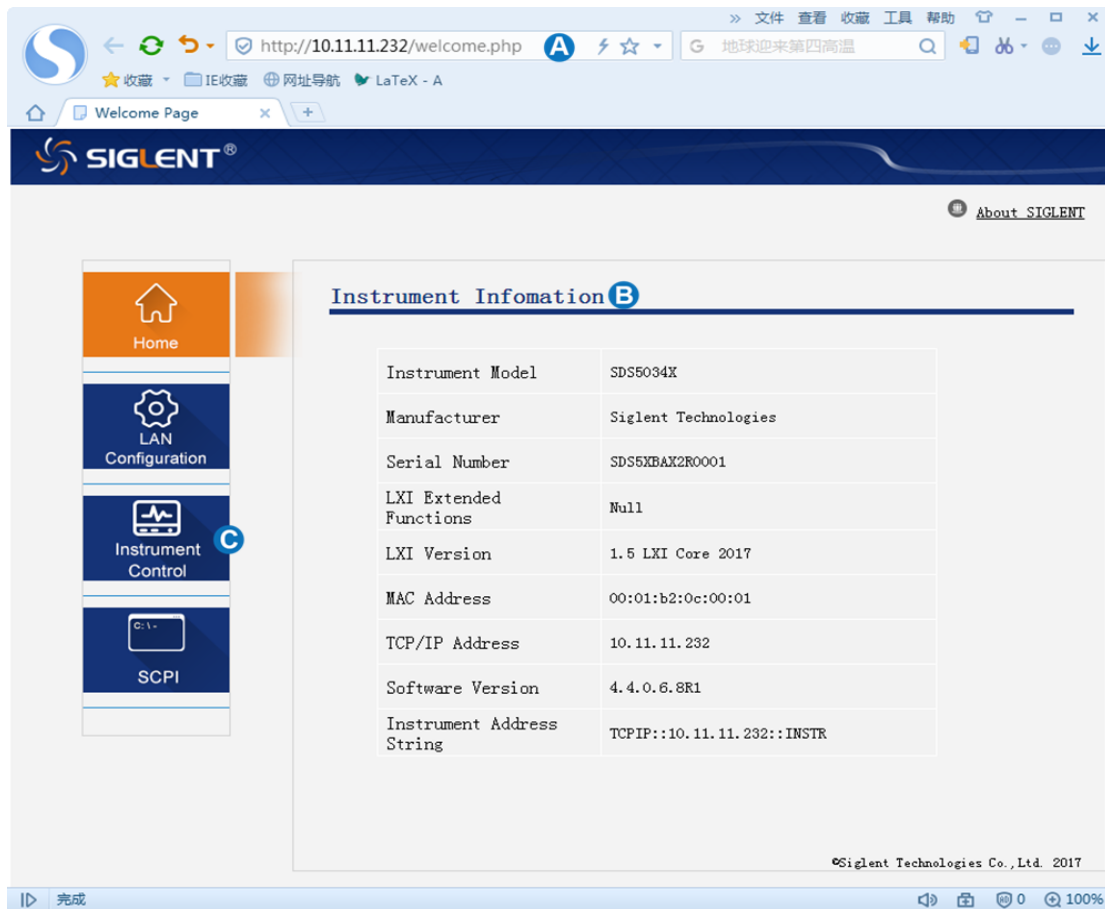 » 文件 查看 收藏 工具 帮助
http://10.11.11.232/welcome.php A G 地球迎来第四高温
收藏 IE收藏 网址导航 LaTeX - A
Welcome Page × +
SIGLENT®
About SIGLENT
Home
LAN
Configuration
Instrument
Control
C
C:\-
SCPI
Instrument Infomation B
Instrument Model SDS5034X
Manufacturer Siglent Technologies
Serial Number SDS5XBAX2R0001
LXI Extended
Functions
Null
LXI Version 1.5 LXI Core 2017
MAC Address 00:01:b2:0c:00:01
TCP/IP Address 10.11.11.232
Software Version 4.4.0.6.8R1
Instrument Address
String
TCPIP::10.11.11.232::INSTR
©Siglent Technologies Co.,Ltd. 2017
完成 0 100%